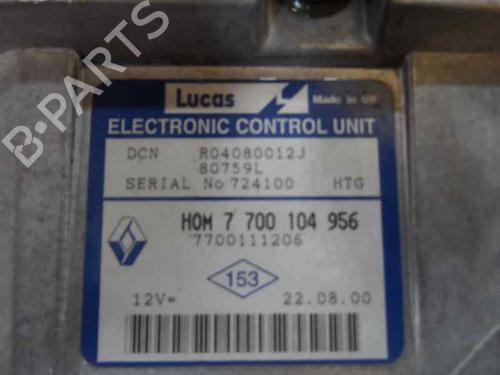 B-PARTS
Lucas
Made in UK
ELECTRONIC CONTROL UNIT
DCN R04080012J
80759L
SERIAL No 724100 HTG
HOM 7 700 104 956
7700111206
153
12V= 22.08.00